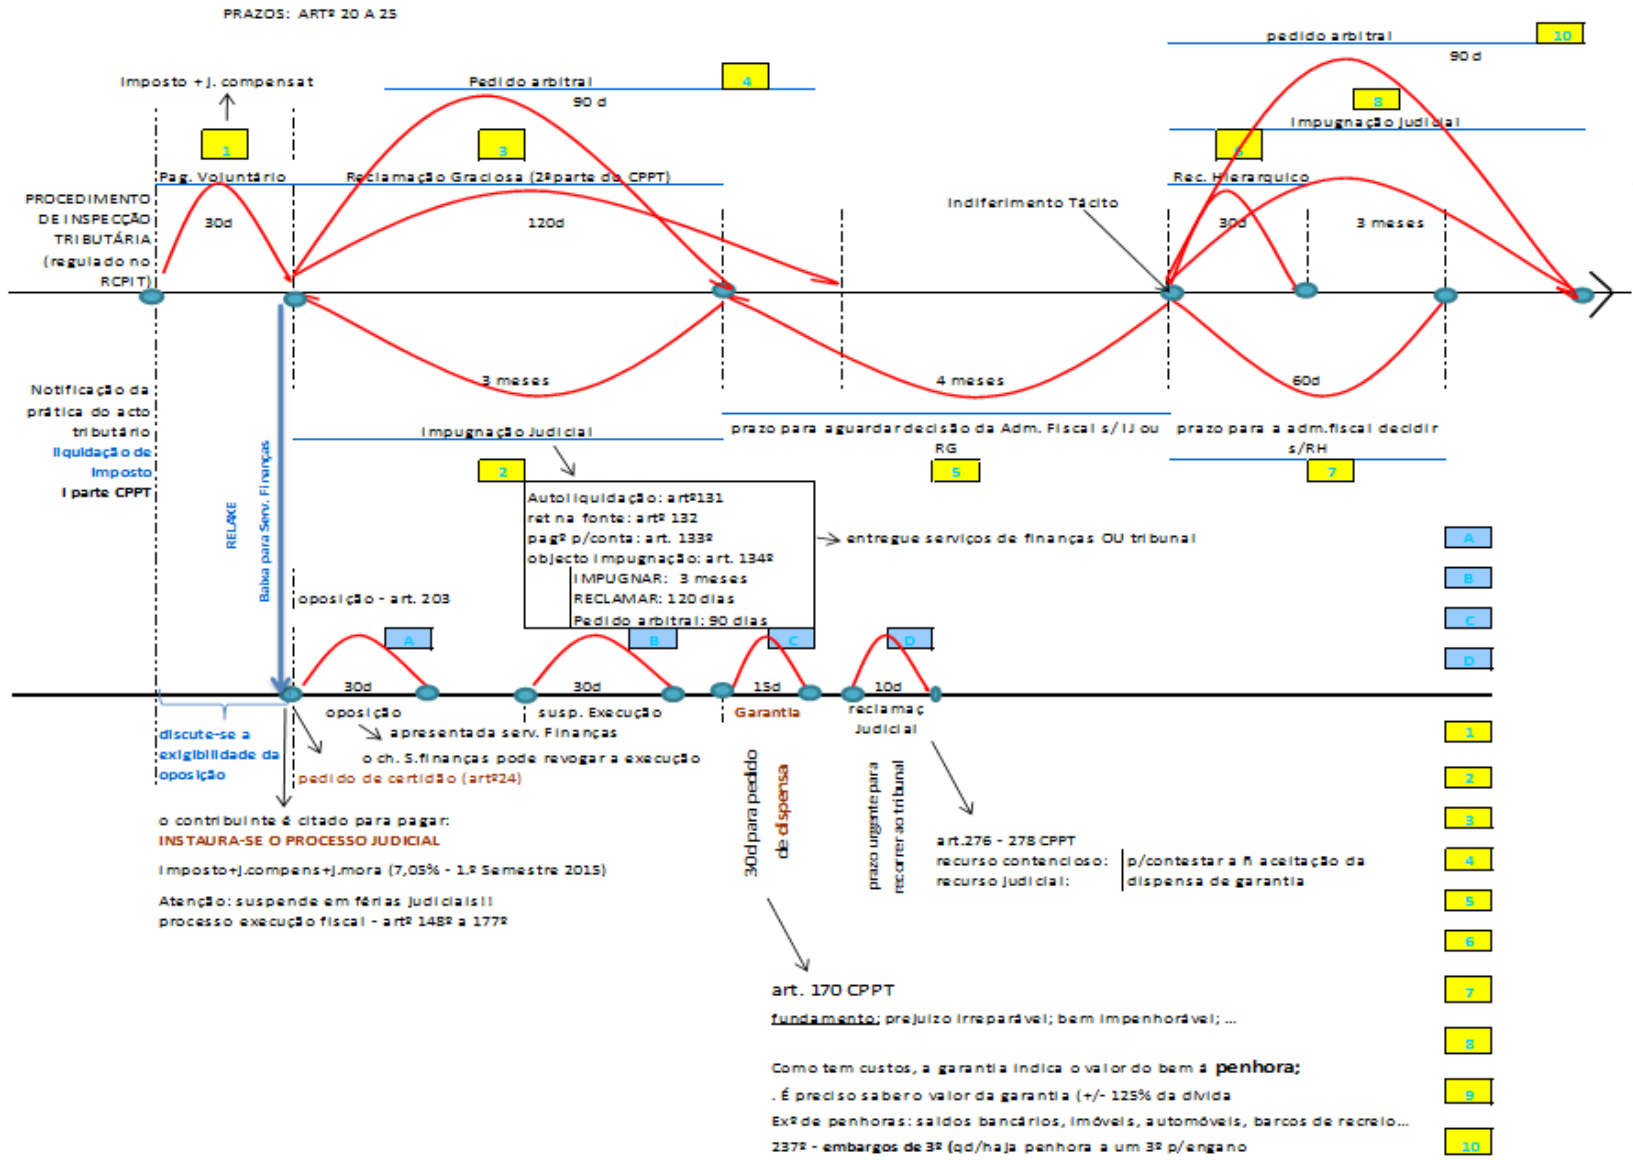 PRAZOS: ARTº 20 A 25
pedido arbitral
10
90 d
Imposto + j. compensat
Pedido arbitral
4
90 d
8
Impugnação Judicial
1
3
6
Pag. Voluntário
Reclamação Graciosa (2ª parte do CPPT)
Rec. Hierarquico
PROCEDIMENTO
DE INSPECÇÃO
TRIBUTÁRIA
(regulado no
RCPIT)
30d
120d
Indiferimento Tácito
30d
3 meses
3 meses
4 meses
60d
Notificação da
prática do acto
tributário
liquidação de
Imposto
I parte CPPT
RELAXE
Baixa para Serv. Finanças
Impugnação Judicial
2
prazo para aguardar decisão da Adm. Fiscal s/ IJ ou
RG
5
prazo para a adm.fiscal decidir
s/RH
7
Autoliquidação: artº131
ret na fonte: artº 132
pagº p/conta: art. 133º
objecto Impugnação: art. 134º
IMPUGNAR: 3 meses
RECLAMAR: 120 dias
Pedido arbitral: 90 dias
entregue serviços de finanças OU tribunal
A
B
C
D
oposição - art. 203
A
B
C
D
30d
30d
15d
10d
oposição
susp. Execução
Garantia
reclamaç
Judicial
apresentada serv. Finanças
o ch. S.finanças pode revogar a execução
pedido de certidão (artº24)
discute-se a
exigibilidade da
oposição
30d para pedido
de dispensa
prazo urgente para
recorrer ao tribunal
o contribuinte é citado para pagar:
INSTAURA-SE O PROCESSO JUDICIAL
Imposto+j.compens+j.mora (7,05% - 1.º Semestre 2015)
Atenção: suspende em férias judiciais!!
processo execução fiscal - artº 148º a 177º
art.276 - 278 CPPT
recurso contencioso: p/contestar a ñ aceitação da
recurso judicial: dispensa de garantia
art. 170 CPPT
fundamento: prejuizo irreparável; bem impenhorável; ...
Como tem custos, a garantia indica o valor do bem á penhora;
. É preciso saber o valor da garantia (+/- 125% da divida
Exº de penhoras: saldos bancários, imóveis, automóveis, barcos de recreio...
237º - embargos de 3º (qd/haja penhora a um 3º p/engano
1
2
3
4
5
6
7
8
9
10